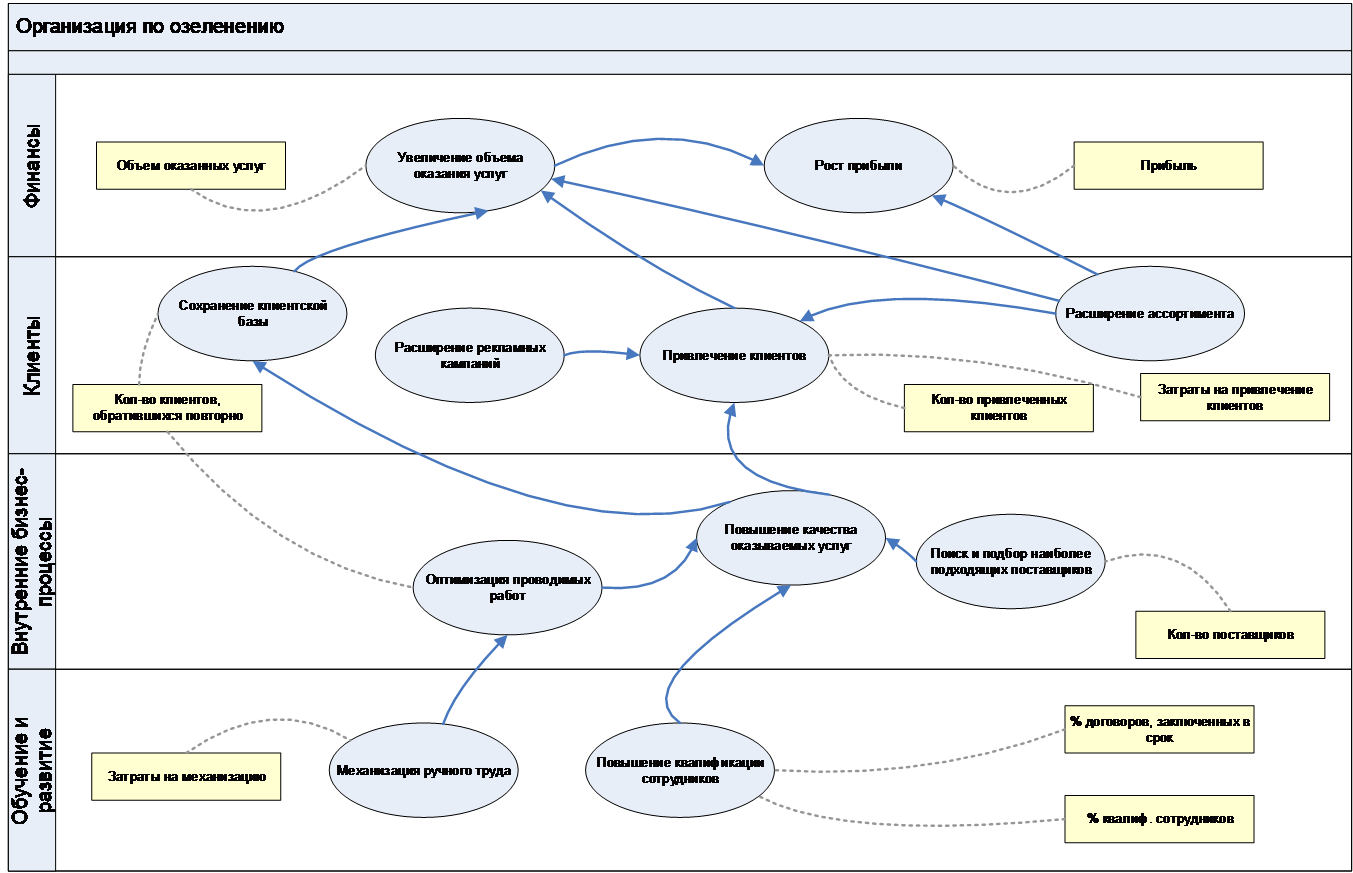 Организация по озеленению
Финансы
Объем оказанных услуг
Увеличение объема
оказания услуг
Рост прибыли
Прибыль
Клиенты
Сохранение клиентской
базы
Расширение рекламных
кампаний
Привлечение клиентов
Расширение ассортимента
Кол-во клиентов,
обратившихся повторно
Кол-во привлеченных
клиентов
Затраты на привлечение
клиентов
Внутренние бизнес-
процессы
Оптимизация проводимых
работ
Повышение качества
оказываемых услуг
Поиск и подбор наиболее
подходящих поставщиков
Кол-во поставщиков
Обучение и
развитие
Затраты на механизацию
Механизация ручного труда
Повышение квалификации
сотрудников
% договоров, заключенных в
срок
% квалиф. сотрудников